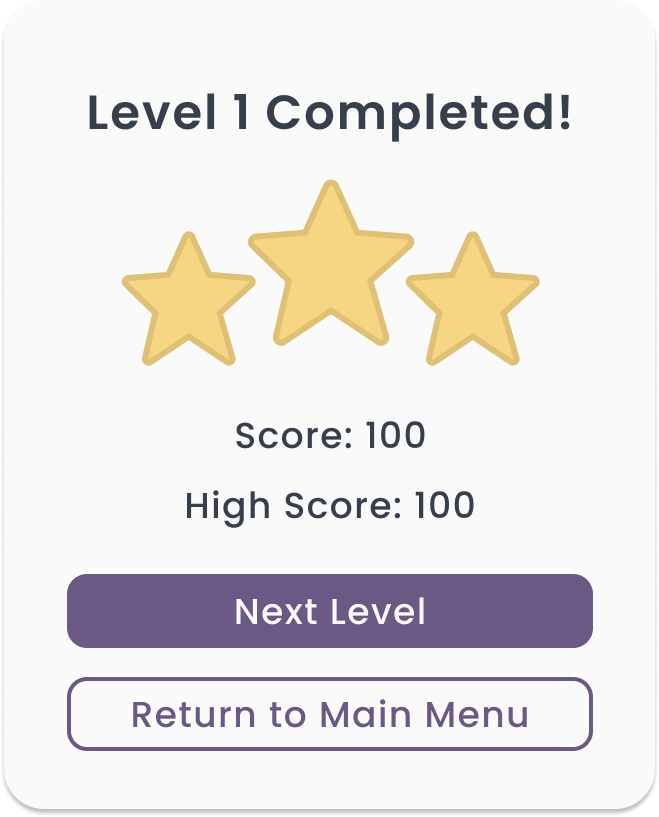 Level 1 Completed!
Score: 100
High Score: 100
Next Level
Return to Main Menu